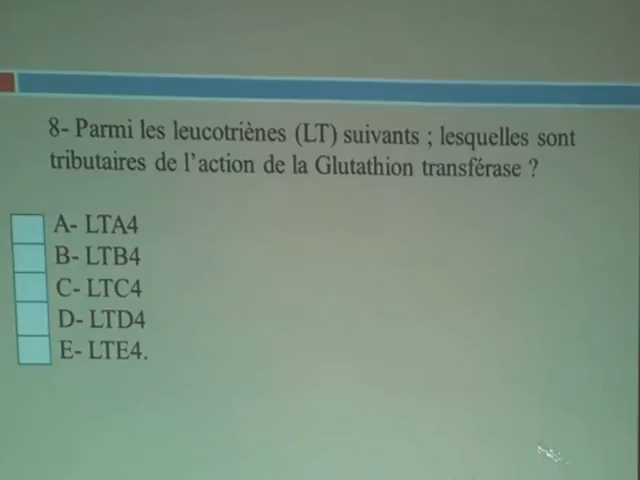 8- Parmi les leucotriènes (LT) suivants ; lesquelles sont
tributaires de l'action de la Glutathion transférase ?
A- LTA4
B- LTB4
C- LTC4
D- LTD4
E- LTE4.